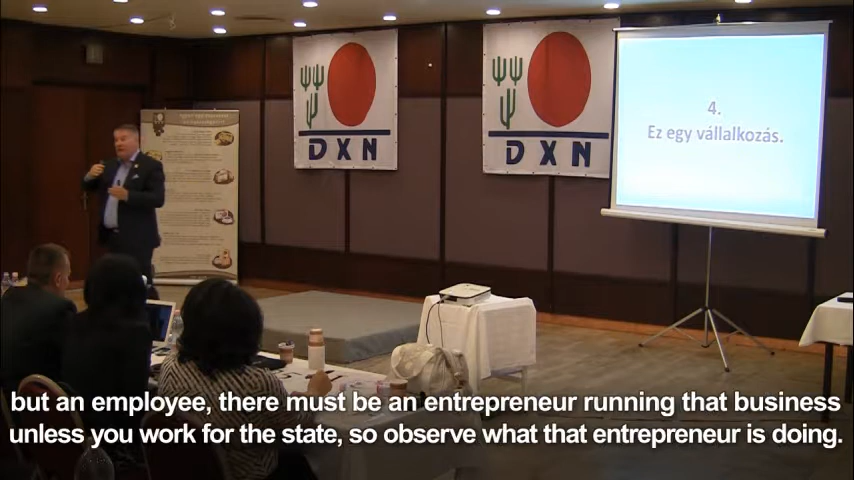 DXN
DXN
4.
Ez egy vállalkozás.
but an employee, there must be an entrepreneur running that business
unless you work for the state, so observe what that entrepreneur is doing.